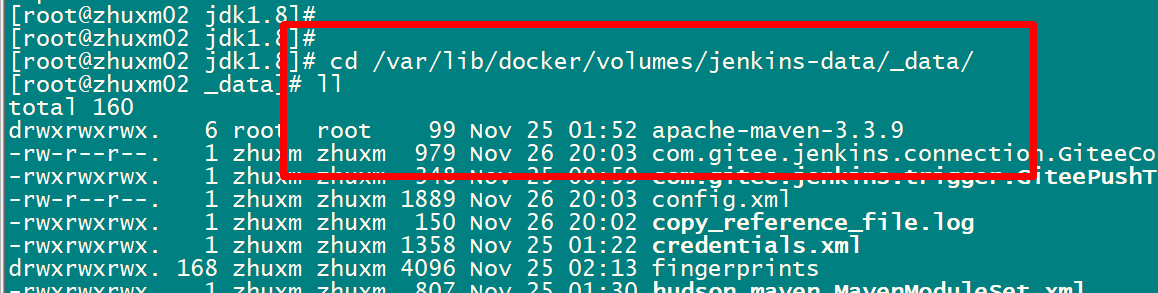 [root@zhuxm02 jdk1.8]#
[root@zhuxm02 jdk1.8]#
[root@zhuxm02 jdk1.8]# cd /var/lib/docker/volumes/jenkins-data/_data/
[root@zhuxm02 _data]# ll
total 160
drwxrwxrwx.   6 root  root    99 Nov 25 01:52 apache-maven-3.3.9
-rw-r--r--.   1 zhuxm zhuxm  979 Nov 26 20:03 com.gitee.jenkins.connection.GiteeCo
-rwxrwxrwx.   1 zhuxm zhuxm  348 Nov 25 00:50 com.gitee.jenkins.trigger.GiteePushT
-rw-r--r--.   1 zhuxm zhuxm 1889 Nov 26 20:03 config.xml
-rwxrwxrwx.   1 zhuxm zhuxm  150 Nov 26 20:02 copy_reference_file.log
-rwxrwxrwx.   1 zhuxm zhuxm 1358 Nov 25 01:22 credentials.xml
drwxrwxrwx. 168 zhuxm zhuxm 4096 Nov 25 02:13 fingerprints
-rwxrwxrwx.   1 zhuxm zhuxm  807 Nov 25 01:30 hudson.maven.MavenModuleSet.xml